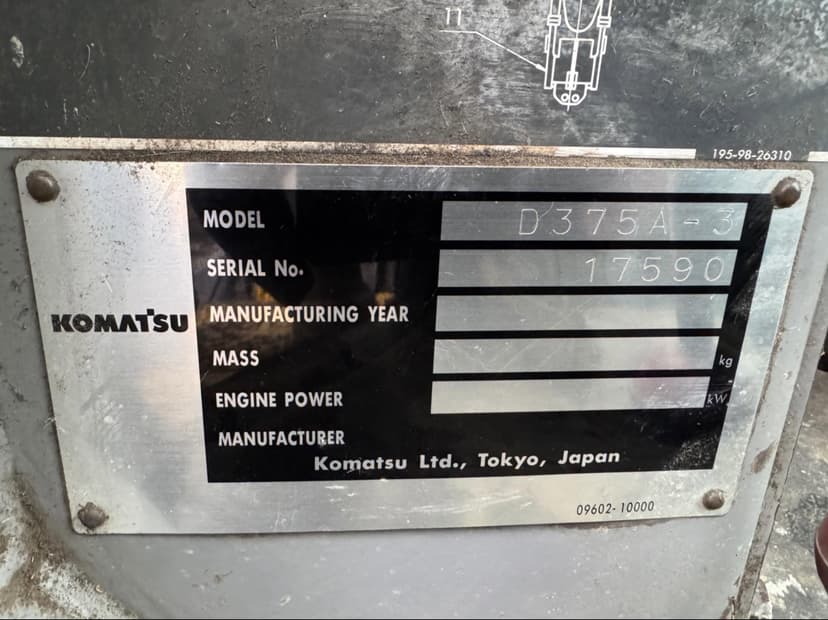 11
195-98-26310
MODEL D375A-3
SERIAL No. 17590
MANUFACTURING YEAR
KOMATSU
MASS kg
ENGINE POWER kW
MANUFACTURER
Komatsu Ltd., Tokyo, Japan
09602-10000